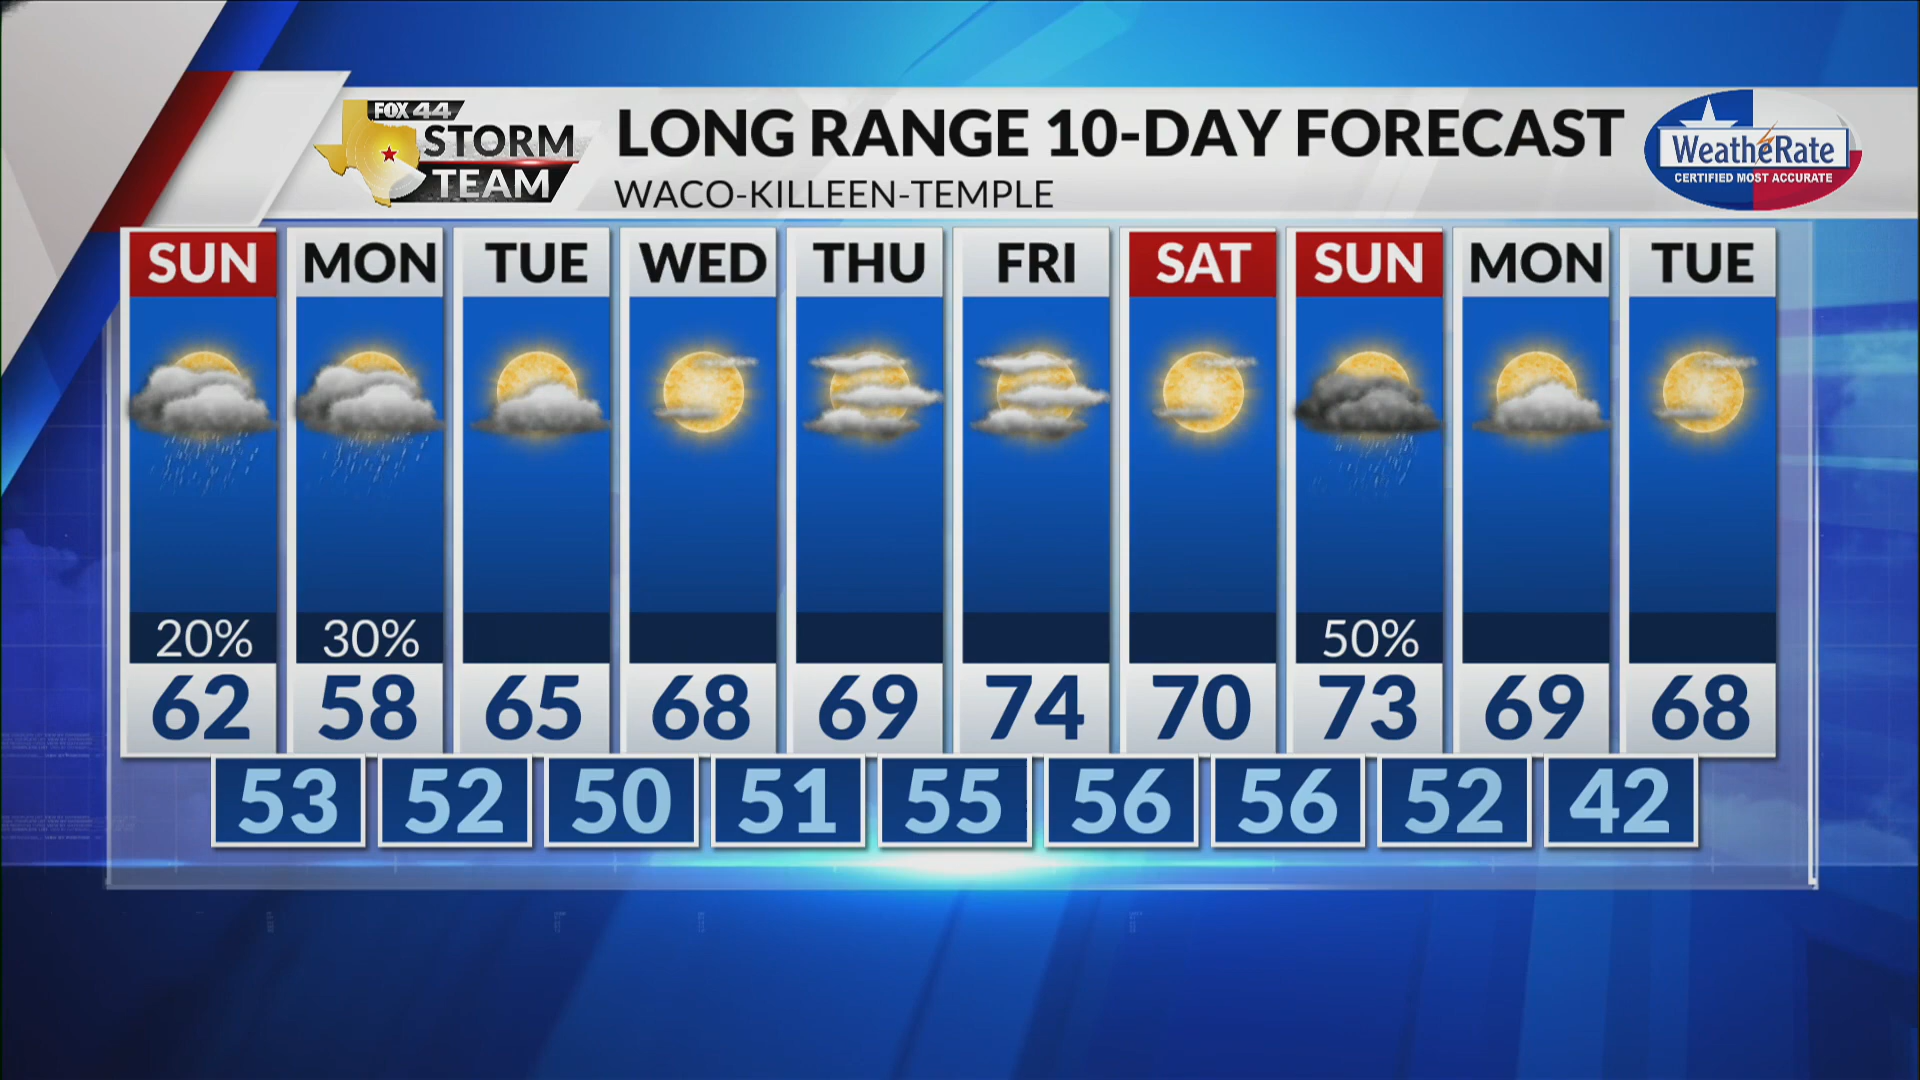 FOX 44
STORM
TEAM
LONG RANGE 10-DAY FORECAST
WACO-KILLEEN-TEMPLE
WeatheRate
CERTIFIED MOST ACCURATE
SUN MON TUE WED THU FRI SAT SUN MON TUE
20% 30% 50%
62 58 65 68 69 74 70 73 69 68
53 52 50 51 55 56 56 52 42